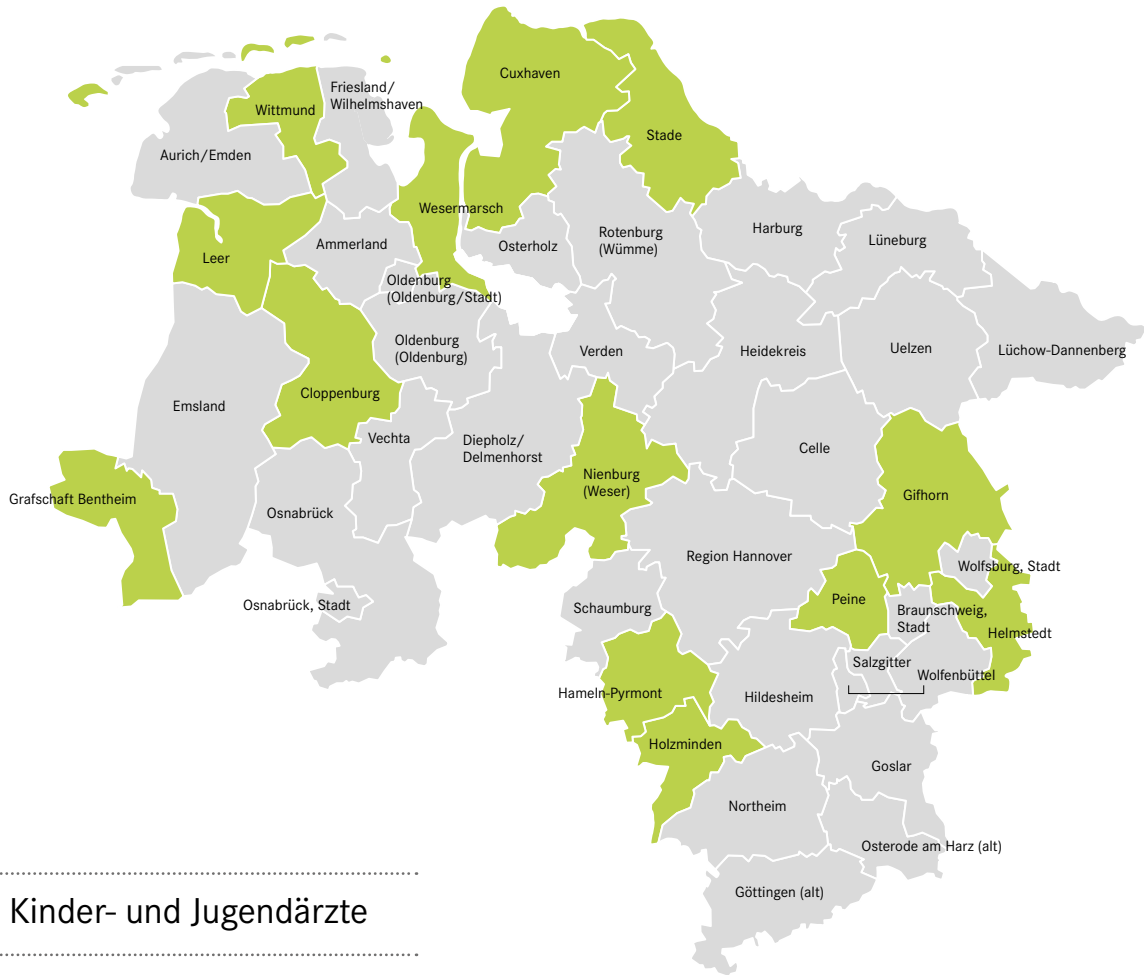 Cuxhaven
Friesland/
Wilhelmshaven
Wittmund
Stade
Aurich/Emden
Wesermarsch
Harburg
Rotenburg
(Wümme)
Lüneburg
Ammerland
Osterholz
Leer
Oldenburg
(Oldenburg/Stadt)
Oldenburg
(Oldenburg)
Verden
Heidekreis
Uelzen
Lüchow-Dannenberg
Cloppenburg
Emsland
Vechta
Diepholz/
Delmenhorst
Celle
Nienburg
(Weser)
Grafschaft Bentheim
Gifhorn
Osnabrück
Region Hannover
Wolfsburg, Stadt
Osnabrück, Stadt
Schaumburg
Peine
Braunschweig,
Stadt
Helmstedt
Salzgitter
Wolfenbüttel
Hameln-Pyrmont
Hildesheim
Holzminden
Goslar
Northeim
Osterode am Harz (alt)
Göttingen (alt)
Kinder- und Jugendärzte